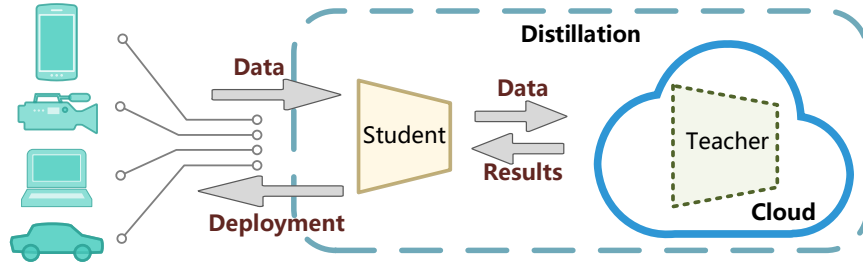 Distillation
Data
Data
Student
Teacher
Results
Deployment
Cloud